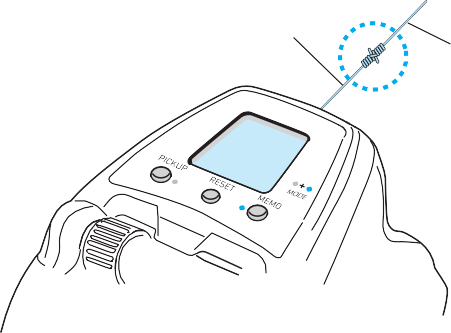 PICKUP
RESET
MEMO
+
MODE